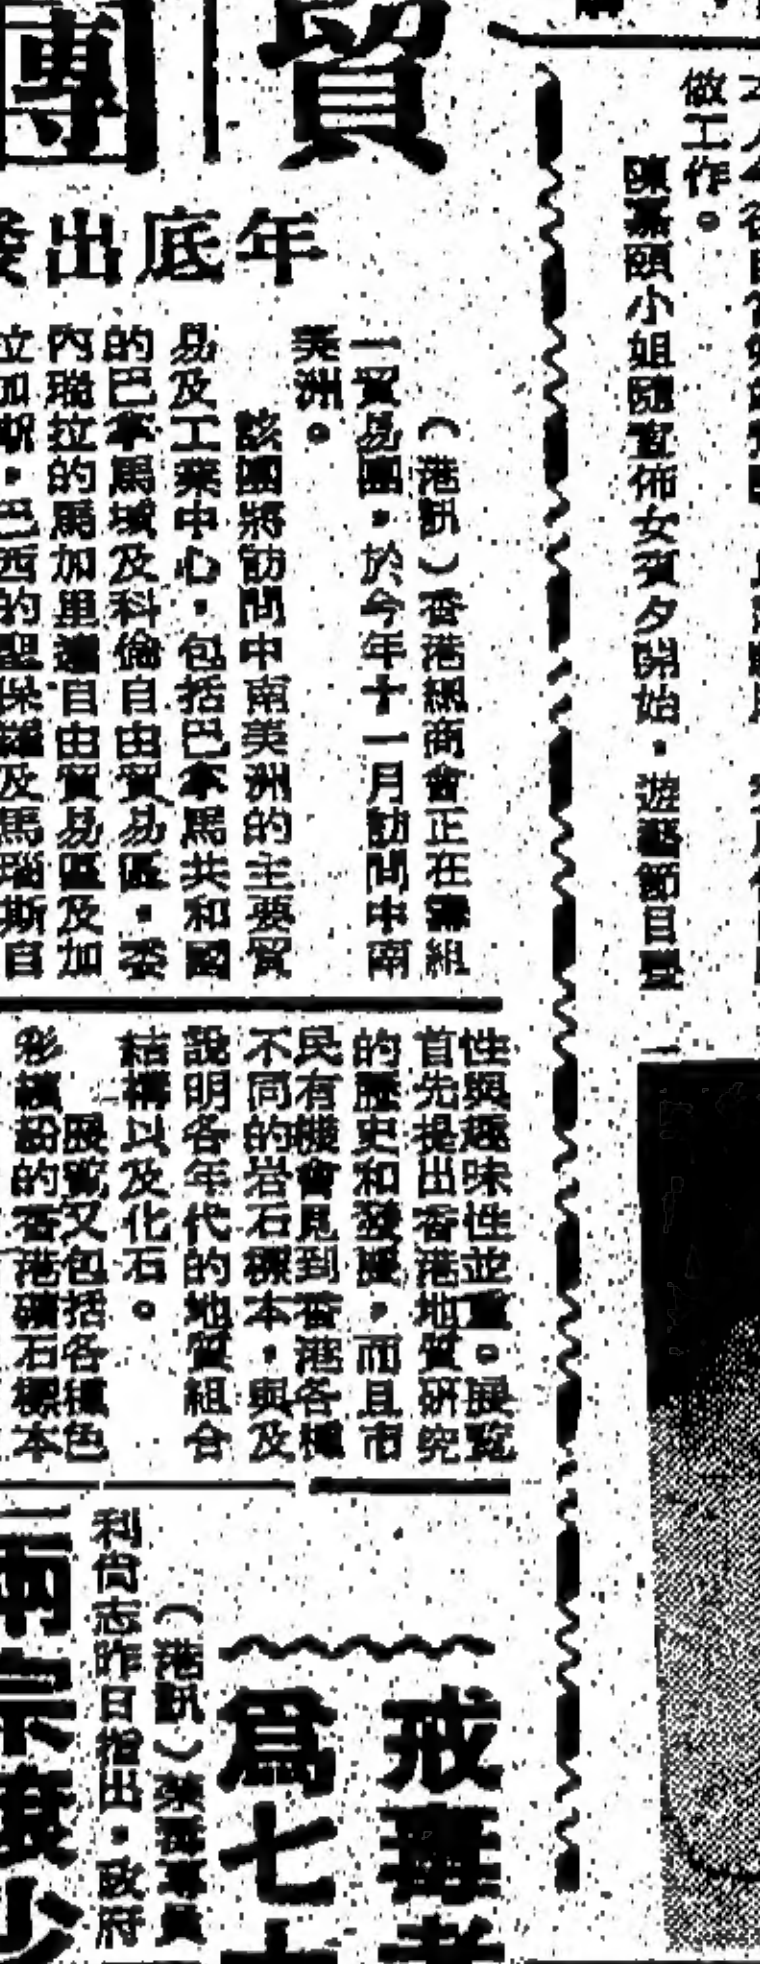 做工作。
陳嘉頤小姐隨宣佈女賓夕開始，遊藝節目豐
貿
團
年底出發
（港訊）香港總商會正在籌組
一貿易團，於今年十一月訪問中南
美洲。
該團將訪問中南美洲的主要貿
易及工業中心，包括巴拿馬共和國
的巴拿馬城及科倫自由貿易區，委
內瑞拉的馬加里達自由貿易區及加
拉加斯，巴西的聖保羅及馬瑙斯自
性與趣味性並重。展覽
首先提出香港地質研究
的歷史和發展，而且市
民有機會見到香港各種
不同的岩石標本，與及
說明各年代的地質組合
結構以及化石。
展覽又包括各種色
彩繽紛的香港礦石標本
戒毒者
為七
（港訊）禁毒專員
利尚志昨日指出，政府
兩宗